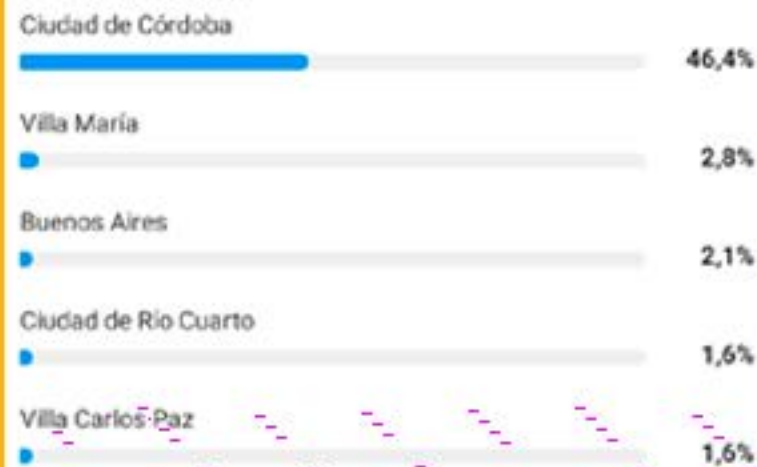 Ciudad de Córdoba
46,4%
Villa María
2,8%
Buenos Aires
2,1%
Ciudad de Río Cuarto
1,6%
Villa Carlos Paz
1,6%